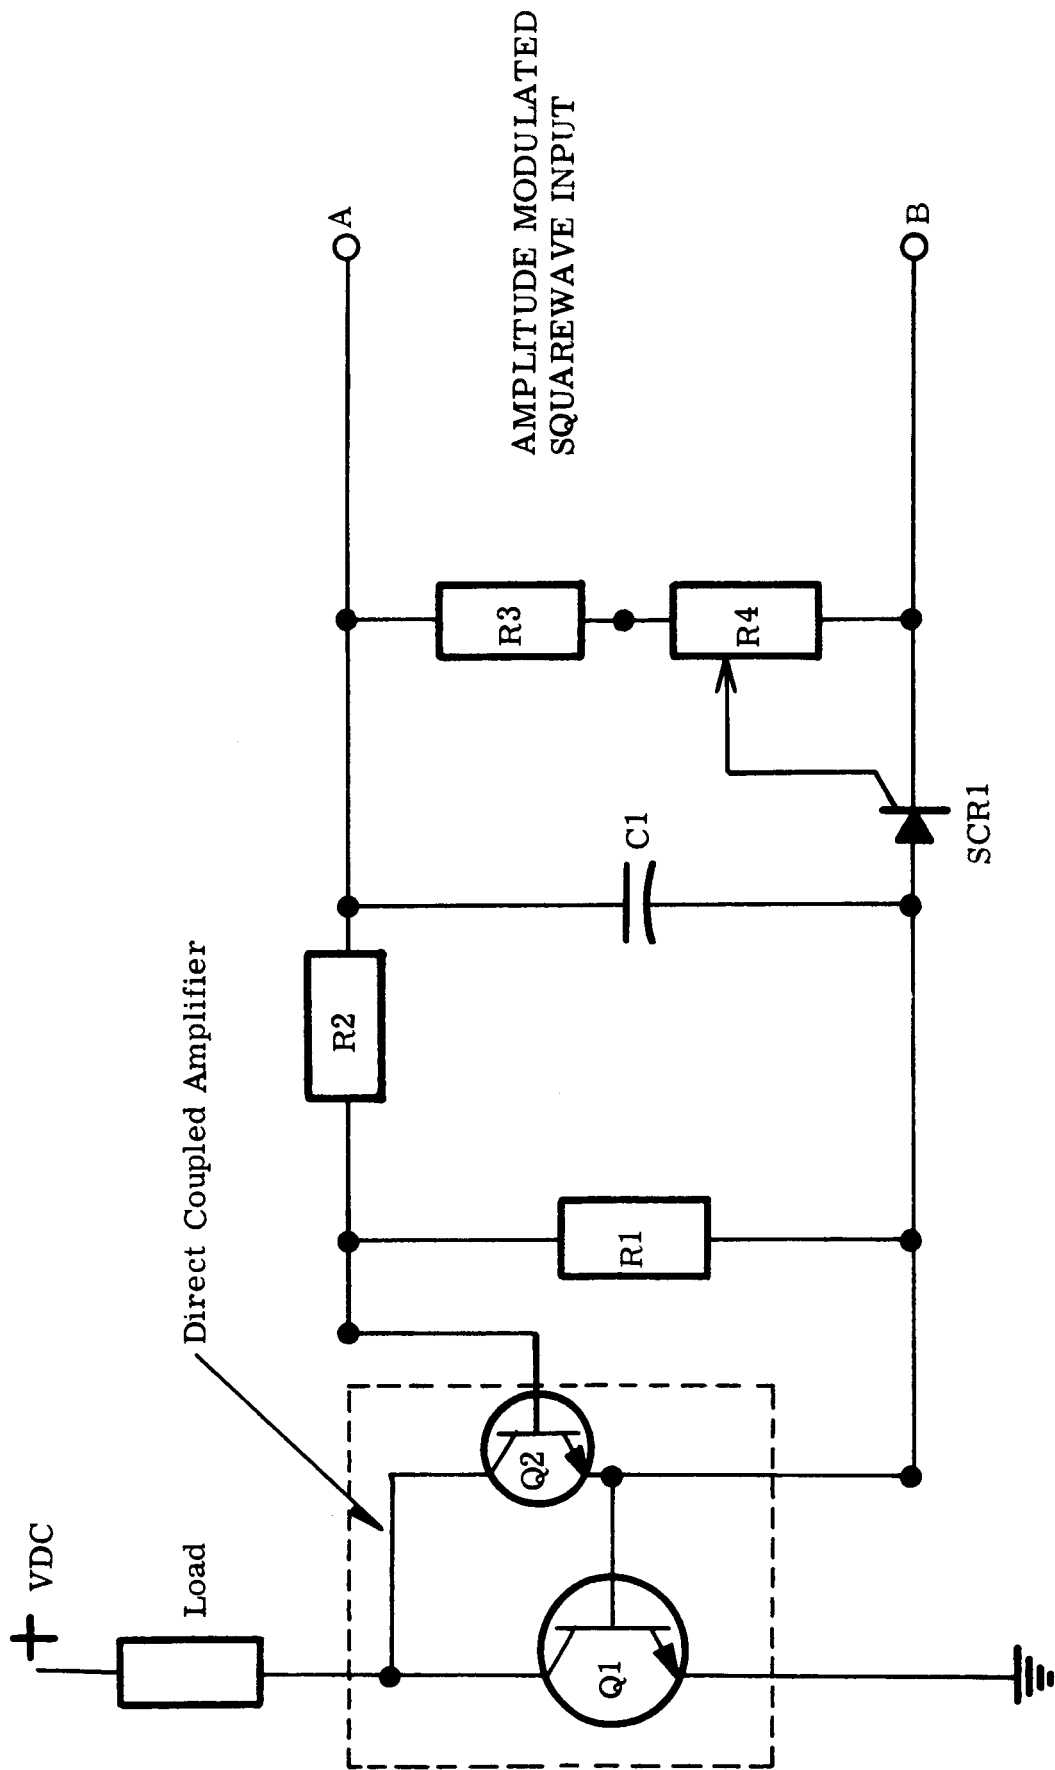 + VDC
Load
Direct Coupled Amplifier
Q1
Q2
R1
R2
C1
SCR1
R3
R4
A
B
AMPLITUDE MODULATED
SQUAREWAVE INPUT